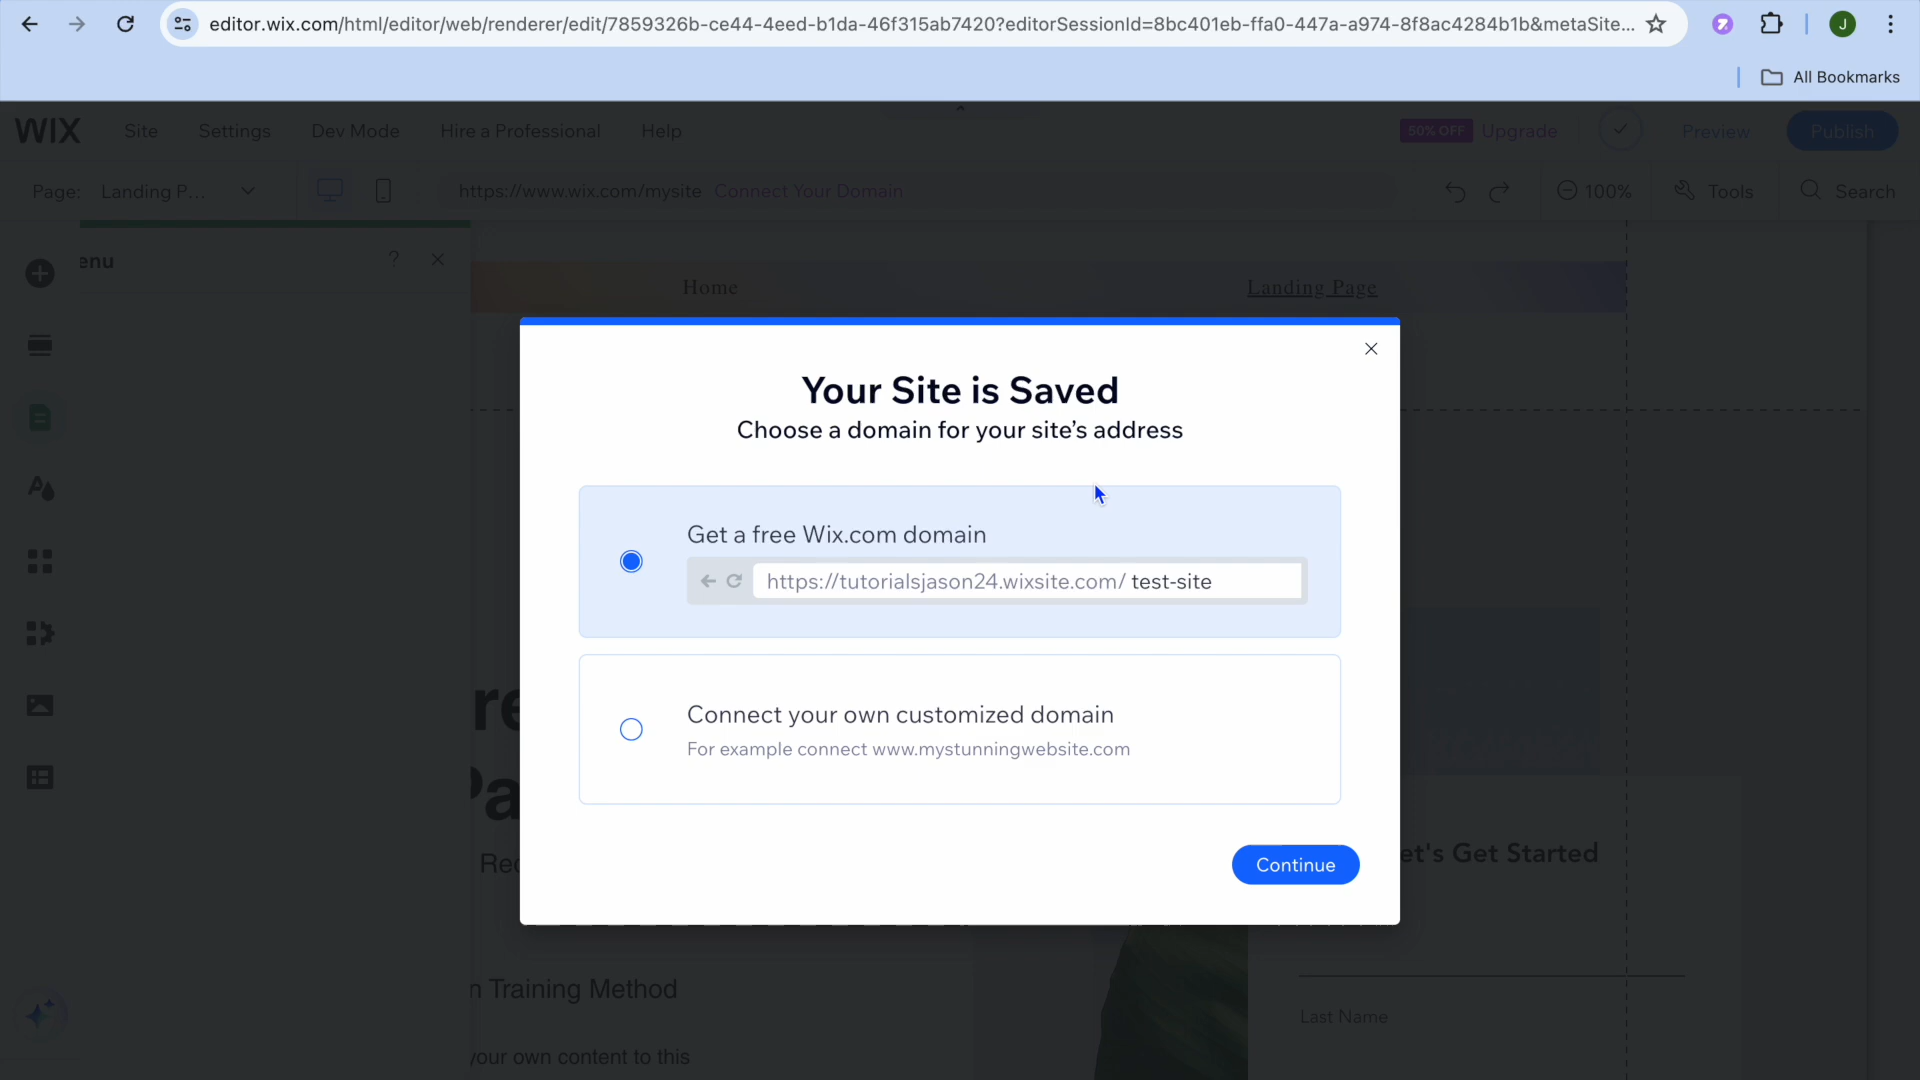 editor.wix.com/html/editor/web/renderer/edit/7859326b-ce44-4eed-b1da-46f315ab7420?editorSessionId=8bc401eb-ffa0-447a-a974-8f8ac4284b1b&metaSite...
J
All Bookmarks
WIX Site Settings Dev Mode Hire a Professional Help 50% OFF Upgrade Preview Publish
Page: Landing P... https://www.wix.com/mysite Connect Your Domain 100% Tools Search
enu ?
Home Landing Page
Your Site is Saved
Choose a domain for your site's address
Get a free Wix.com domain
https://tutorialsjason24.wixsite.com/ test-site
Connect your own customized domain
For example connect www.mystunningwebsite.com
Continue
et's Get Started
n Training Method
Last Name
your own content to this